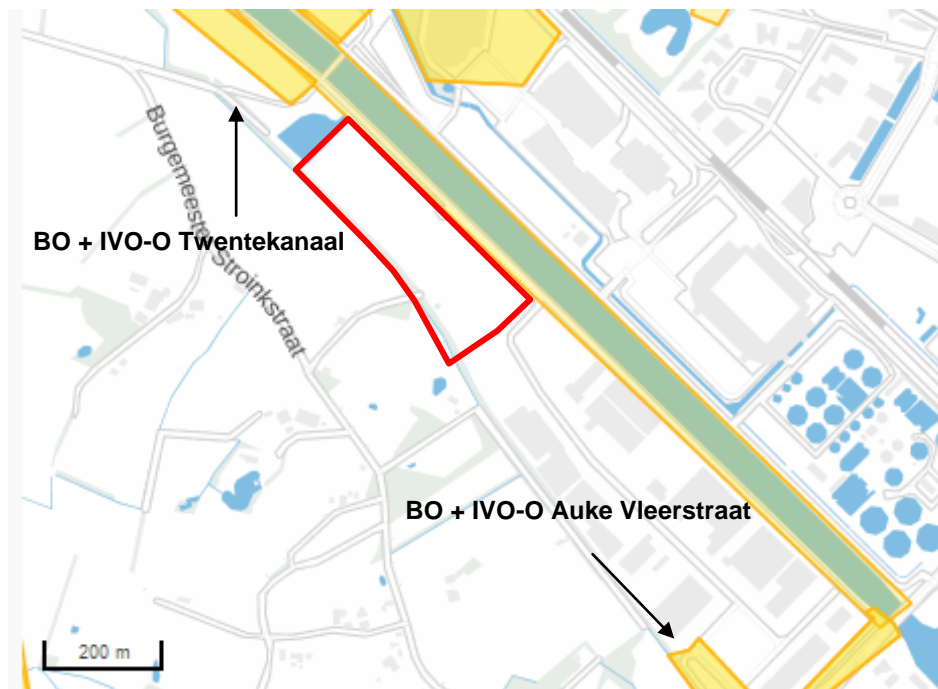 Burgemeester Stroinkstraat
BO + IVO-O Twentekanaal
BO + IVO-O Auke Vleerstraat
200 m